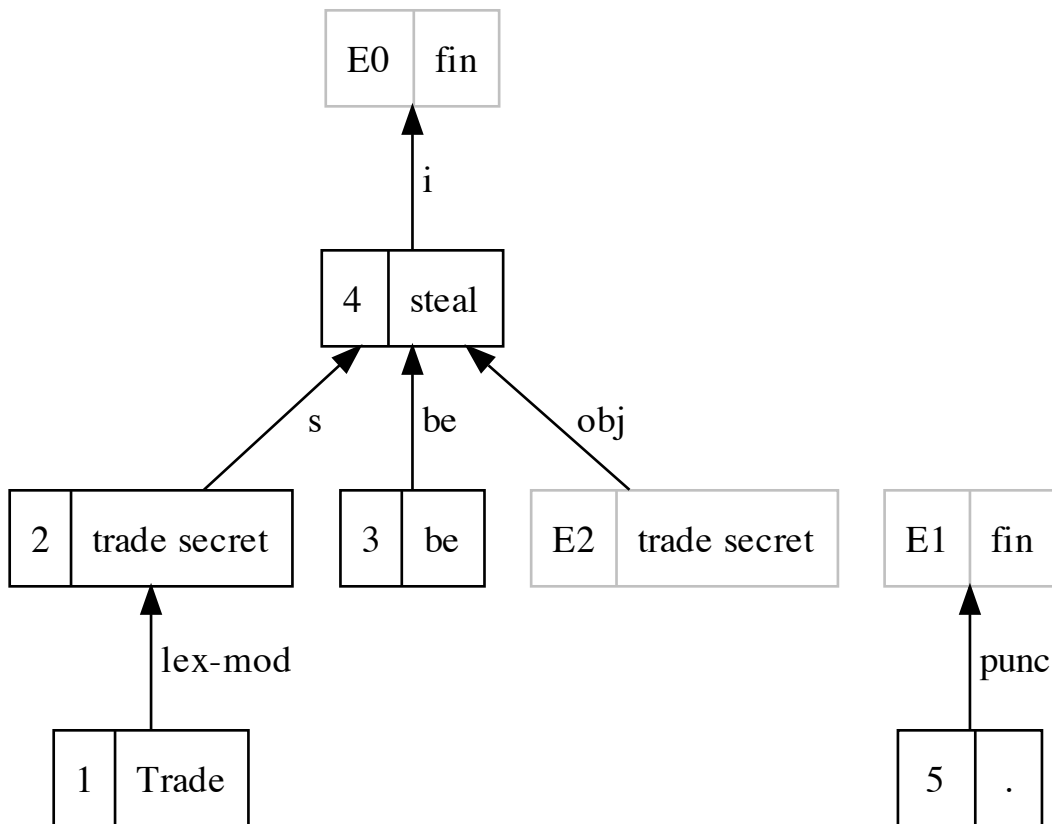 E0 fin
i
4 steal
s be obj
2 trade secret 3 be E2 trade secret E1 fin
lex-mod punc
1 Trade 5 .